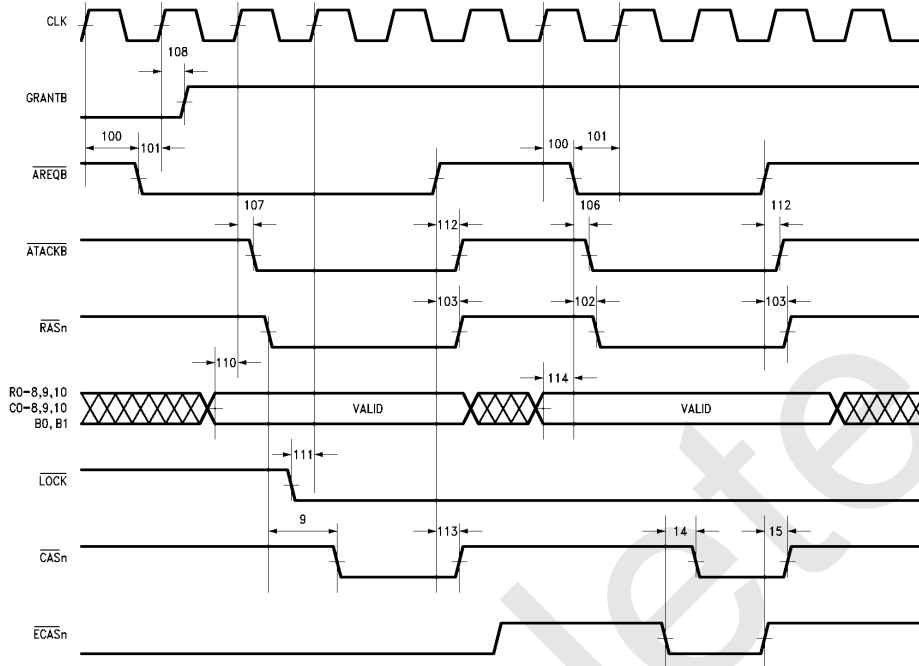 CLK
108
GRANTB
100 101 100 101
AREQB
107 112 106 112
ATACKB
103 102 103
RASn
110 114
R0-8,9,10
C0-8,9,10 VALID VALID
B0, B1
111
LOCK
9 113 14 15
CASn
ECASn
lete